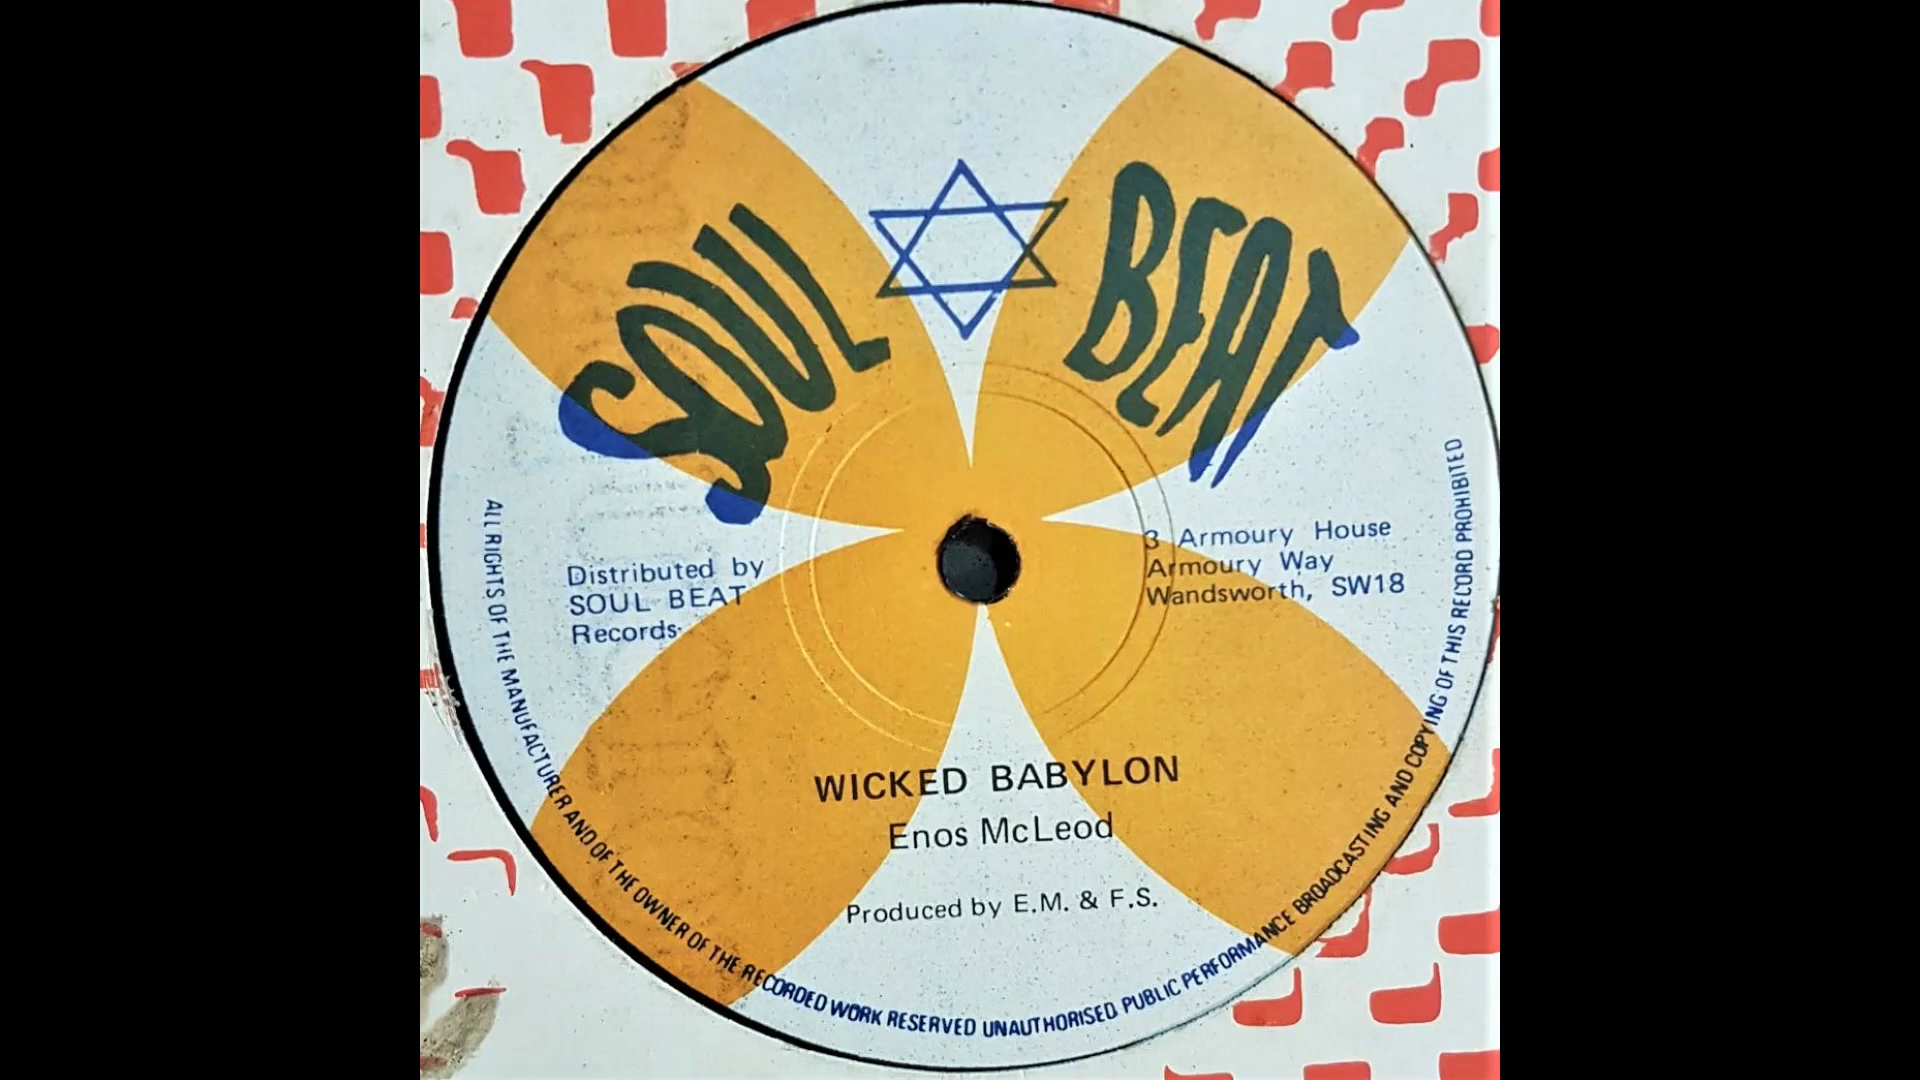 SOUL BEAT
Distributed by
SOUL BEAT
Records
3 Armoury House
Armoury Way
Wandsworth, SW18
WICKED BABYLON
Enos McLeod
Produced by E.M. & F.S.
ALL RIGHTS OF THE MANUFACTURER AND OF THE OWNER OF THE RECORDED WORK RESERVED UNAUTHORISED PUBLIC PERFORMANCE BROADCASTING AND COPYING OF THIS RECORD PROHIBITED